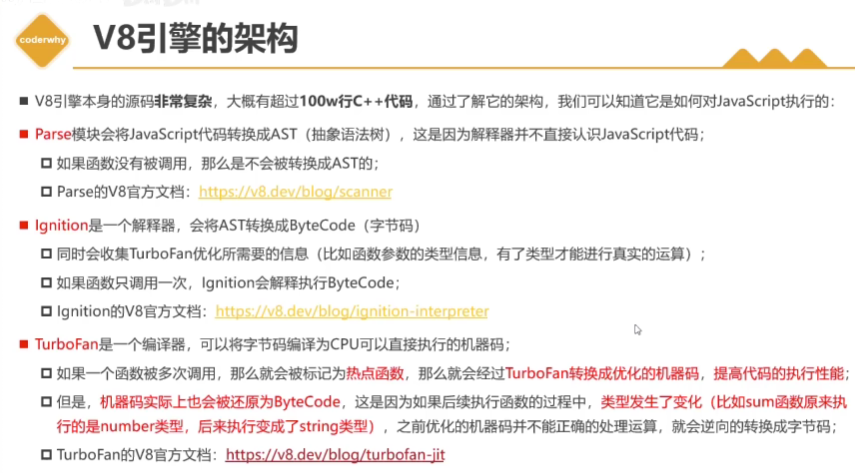 coderwhy
V8引擎的架构
V8引擎本身的源码非常复杂，大概有超过100w行C++代码，通过了解它的架构，我们可以知道它是如何对JavaScript执行的：
Parse模块会将JavaScript代码转换成AST（抽象语法树），这是因为解释器并不直接认识JavaScript代码；
如果函数没有被调用，那么是不会被转换成AST的；
Parse的V8官方文档：https://v8.dev/blog/scanner
Ignition是一个解释器，会将AST转换成ByteCode（字节码）
同时会收集TurboFan优化所需要的信息（比如函数参数的类型信息，有了类型才能进行真实的运算）；
如果函数只调用一次，Ignition会解释执行ByteCode；
Ignition的V8官方文档：https://v8.dev/blog/ignition-interpreter
TurboFan是一个编译器，可以将字节码编译为CPU可以直接执行的机器码；
如果一个函数被多次调用，那么就会被标记为热点函数，那么就会经过TurboFan转换成优化的机器码，提高代码的执行性能；
但是，机器码实际上也会被还原为ByteCode，这是因为如果后续执行函数的过程中，类型发生了变化（比如sum函数原来执
行的是number类型，后来执行变成了string类型），之前优化的机器码并不能正确的处理运算，就会逆向的转换成字节码；
TurboFan的V8官方文档：https://v8.dev/blog/turbofan-jit